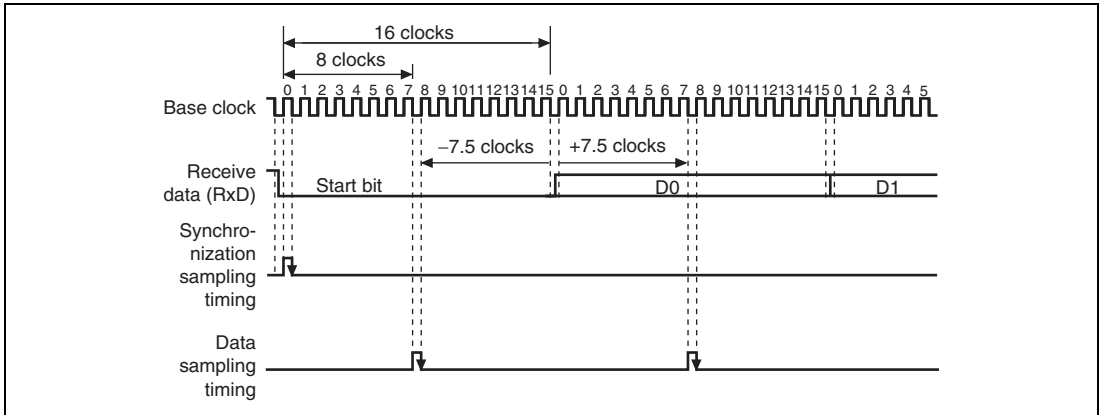 16 clocks
8 clocks
0 1 2 3 4 5 6 7 8 9 10 11 12 13 14 15 0 1 2 3 4 5 6 7 8 9 10 11 12 13 14 15 0 1 2 3 4 5
Base clock
−7.5 clocks +7.5 clocks
Receive
data (RxD)
Start bit D0 D1
Synchro-
nization
sampling
timing
Data
sampling
timing